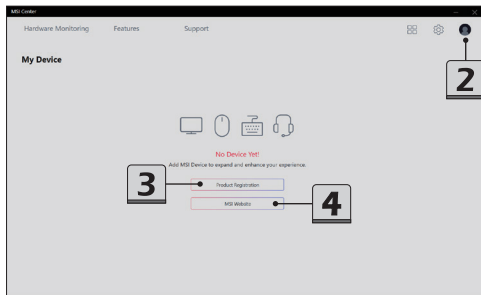 MSI Center
Hardware Monitoring Features Support
My Device
2
No Device Yet!
Add MSI Device to expand and enhance your experience.
3
Product Registration
MSI Website
4